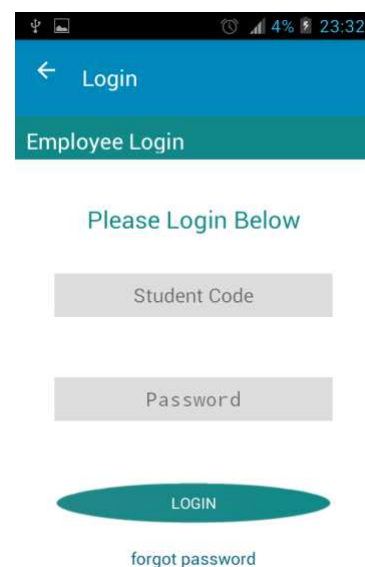 4% 23:32
Login
Employee Login
Please Login Below
Student Code
Password
LOGIN
forgot password